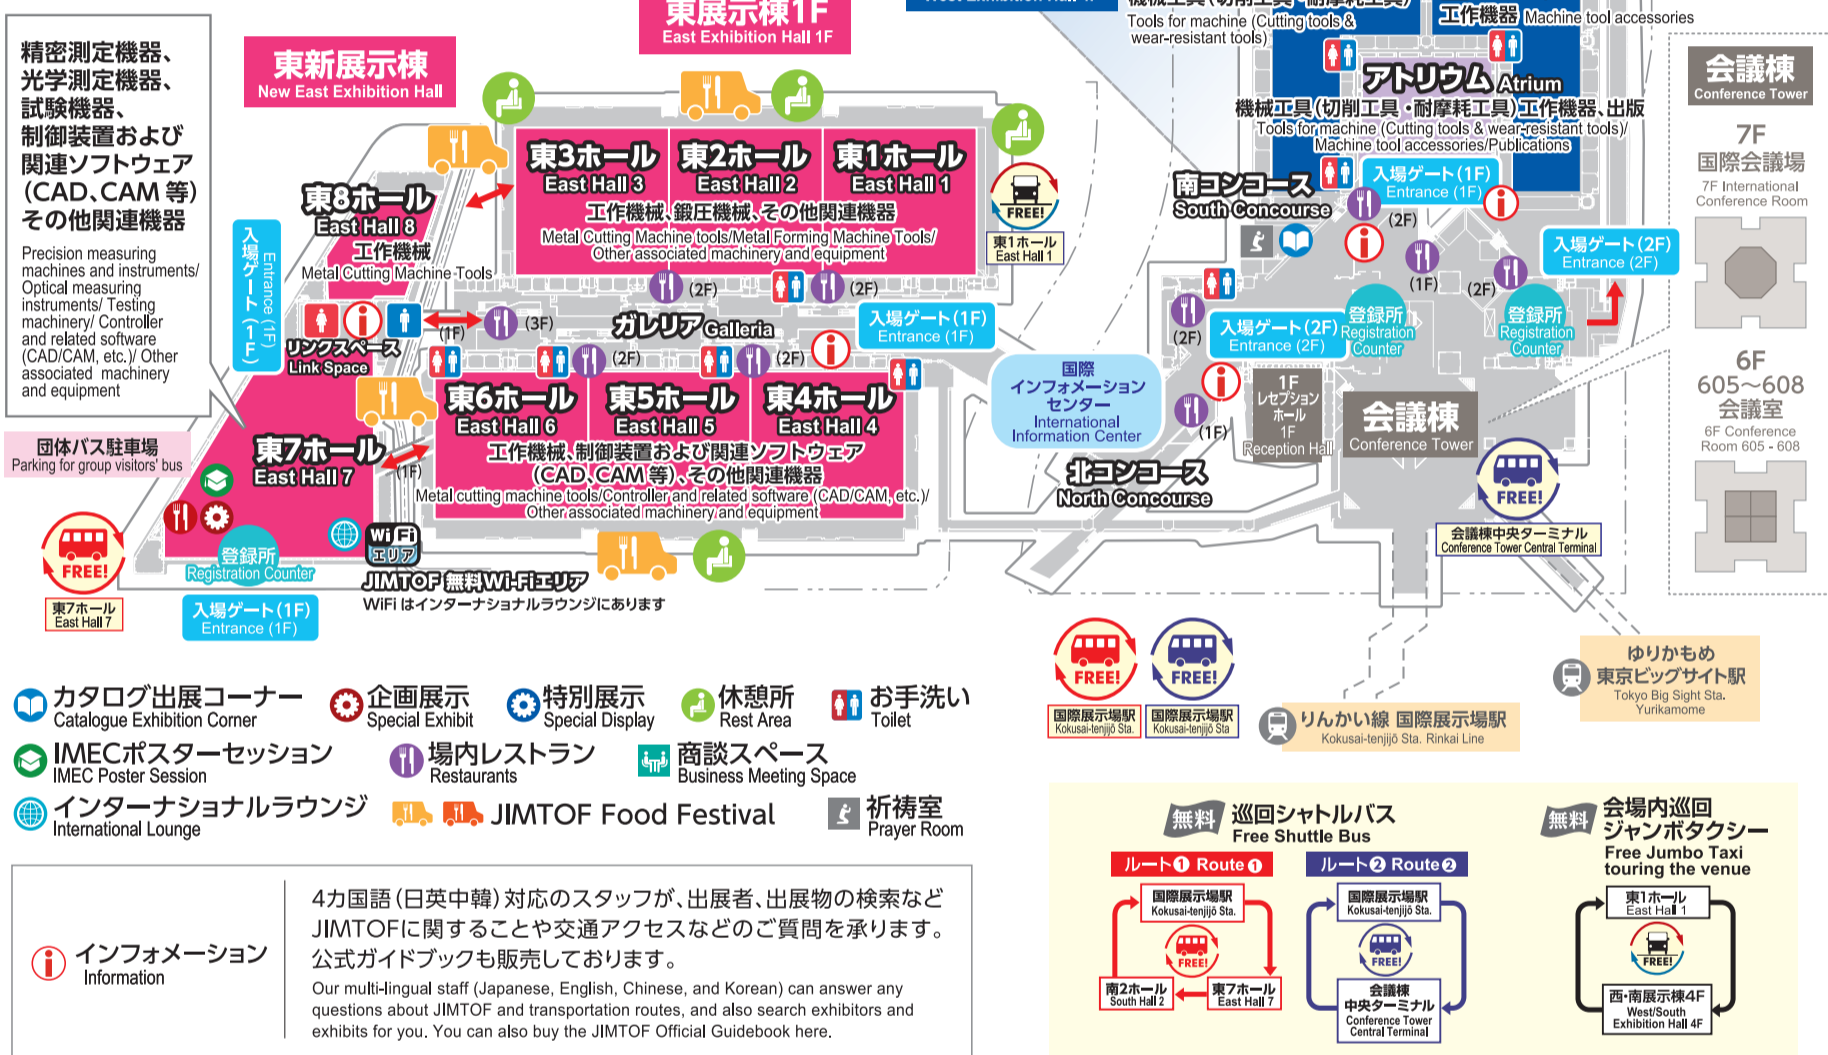 東展示棟1F
East Exhibition Hall 1F
Tools for machine (Cutting tools &
wear-resistant tools)
工作機器 Machine tool accessories
精密測定機器、
光学測定機器、
試験機器、
制御装置および
関連ソフトウェア
(CAD、CAM 等)
その他関連機器
Precision measuring
machines and instruments/
Optical measuring
instruments/ Testing
machinery/ Controller
and related software
(CAD/CAM, etc.)/ Other
associated machinery
and equipment
東新展示棟
New East Exhibition Hall
東8ホール
East Hall 8
工作機械
Metal Cutting Machine Tools
入場ゲート(1F)
Entrance (1F)
リンクスペース
Link Space
(1F)
(3F)
東3ホール
East Hall 3
東2ホール
East Hall 2
東1ホール
East Hall 1
工作機械、鍛圧機械、その他関連機器
Metal Cutting Machine tools/Metal Forming Machine Tools/
Other associated machinery and equipment
(2F)
(2F)
FREE!
東1ホール
East Hall 1
ガレリア Galleria
入場ゲート(1F)
Entrance (1F)
(2F)
(2F)
東6ホール
East Hall 6
東5ホール
East Hall 5
東4ホール
East Hall 4
工作機械、制御装置および関連ソフトウェア
(CAD、CAM 等)、その他関連機器
Metal cutting machine tools/Controller and related software (CAD/CAM, etc.)/
Other associated machinery and equipment
団体バス駐車場
Parking for group visitors' bus
東7ホール
East Hall 7
(1F)
FREE!
東7ホール
East Hall 7
登録所
Registration Counter
入場ゲート(1F)
Entrance (1F)
Wi Fi
エリア
JIMTOF 無料Wi-Fiエリア
WiFi はインターナショナルラウンジにあります
アトリウム Atrium
機械工具(切削工具・耐摩耗工具)工作機器、出版
Tools for machine (Cutting tools & wear-resistant tools)/
Machine tool accessories/Publications
南コンコース
South Concourse
入場ゲート(1F)
Entrance (1F)
(2F)
(1F)
(2F)
入場ゲート(2F)
Entrance (2F)
(2F)
入場ゲート(2F)
Entrance (2F)
登録所
Registration
Counter
登録所
Registration
Counter
国際
インフォメーション
センター
International
Information Center
(1F)
1F
レセプション
ホール
1F
Reception Hall
会議棟
Conference Tower
北コンコース
North Concourse
FREE!
会議棟中央ターミナル
Conference Tower Central Terminal
会議棟
Conference Tower
7F
国際会議場
7F International
Conference Room
6F
605〜608
会議室
6F Conference
Room 605 - 608
FREE!
国際展示場駅
Kokusai-tenjijō Sta.
FREE!
国際展示場駅
Kokusai-tenjijō Sta
りんかい線 国際展示場駅
Kokusai-tenjijō Sta. Rinkai Line
ゆりかもめ
東京ビッグサイト駅
Tokyo Big Sight Sta.
Yurikamome
カタログ出展コーナー
Catalogue Exhibition Corner
企画展示
Special Exhibit
特別展示
Special Display
休憩所
Rest Area
お手洗い
Toilet
IMECポスターセッション
IMEC Poster Session
場内レストラン
Restaurants
商談スペース
Business Meeting Space
インターナショナルラウンジ
International Lounge
JIMTOF Food Festival
祈祷室
Prayer Room
インフォメーション
Information
4カ国語(日英中韓)対応のスタッフが、出展者、出展物の検索など
JIMTOFに関することや交通アクセスなどのご質問を承ります。
公式ガイドブックも販売しております。
Our multi-lingual staff (Japanese, English, Chinese, and Korean) can answer any
questions about JIMTOF and transportation routes, and also search exhibitors and
exhibits for you. You can also buy the JIMTOF Official Guidebook here.
無料 巡回シャトルバス
Free Shuttle Bus
ルート❶ Route❶
国際展示場駅
Kokusai-tenjijō Sta.
FREE!
南2ホール
South Hall 2
東7ホール
East Hall 7
ルート❷ Route❷
国際展示場駅
Kokusai-tenjijō Sta.
FREE!
会議棟
中央ターミナル
Conference Tower
Central Terminal
無料 会場内巡回
ジャンボタクシー
Free Jumbo Taxi
touring the venue
東1ホール
East Hall 1
FREE!
西・南展示棟4F
West/South
Exhibition Hall 4F